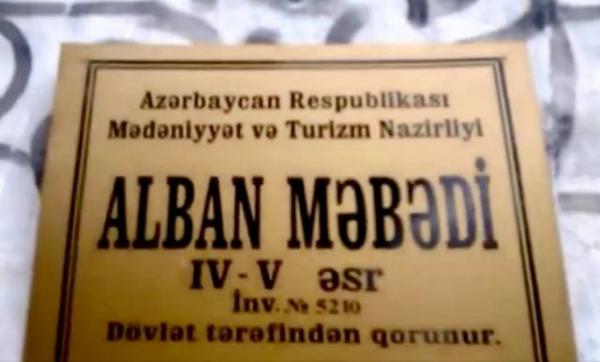 Azərbaycan Respublikası
Mədəniyyət və Turizm Nazirliyi
ALBAN MƏBƏDİ
IV - V əsr
İnv. № 5210
Dövlət tərəfindən qorunur.